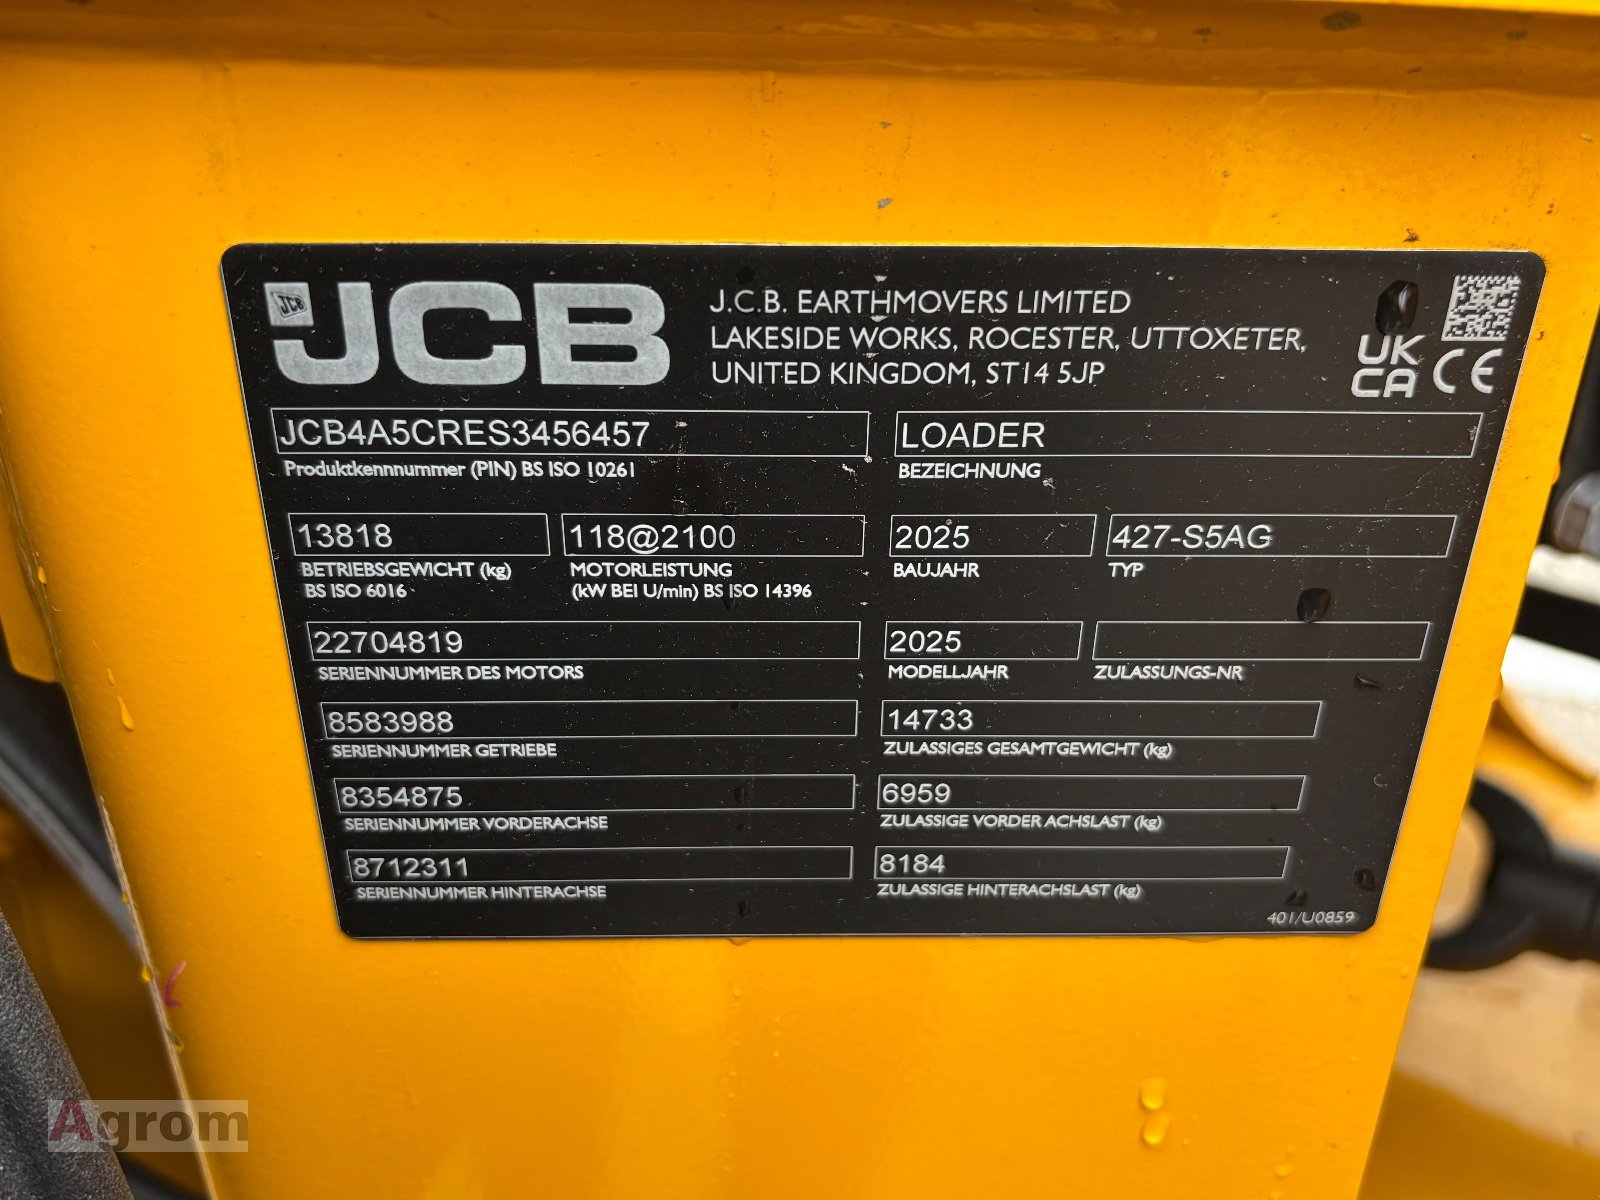 JCB
JCB
J.C.B. EARTHMOVERS LIMITED
LAKESIDE WORKS, ROCESTER, UTTOXETER,
UNITED KINGDOM, ST14 5JP
UK
CA CE
JCB4A5CRES3456457
Produktkennnummer (PIN) BS ISO 10261
LOADER
BEZEICHNUNG
13818
BETRIEBSGEWICHT (kg)
BS ISO 6016
118@2100
MOTORLEISTUNG
(kW BEI U/min) BS ISO 14396
2025
BAUJAHR
427-S5AG
TYP
22704819
SERIENNUMMER DES MOTORS
2025
MODELLJAHR
ZULASSUNGS-NR
8583988
SERIENNUMMER GETRIEBE
14733
ZULASSIGES GESAMTGEWICHT (kg)
8354875
SERIENNUMMER VORDERACHSE
6959
ZULASSIGE VORDER ACHSLAST (kg)
8712311
SERIENNUMMER HINTERACHSE
8184
ZULASSIGE HINTERACHSLAST (kg)
401/U0859
Agrom